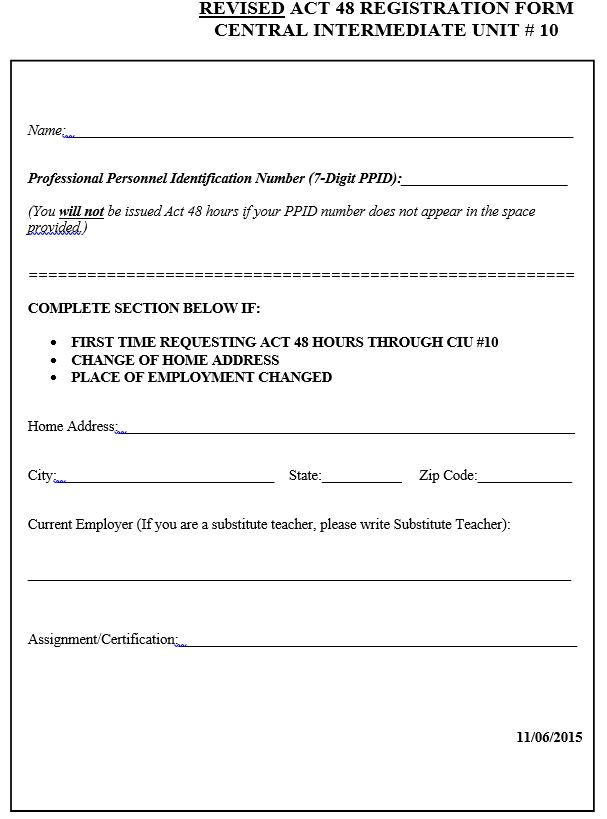 REVISED ACT 48 REGISTRATION FORM
CENTRAL INTERMEDIATE UNIT # 10
Name:
Professional Personnel Identification Number (7-Digit PPID):
(You will not be issued Act 48 hours if your PPID number does not appear in the space
provided.)
=========================================================
COMPLETE SECTION BELOW IF:
• FIRST TIME REQUESTING ACT 48 HOURS THROUGH CIU #10
• CHANGE OF HOME ADDRESS
• PLACE OF EMPLOYMENT CHANGED
Home Address:
City: State: Zip Code:
Current Employer (If you are a substitute teacher, please write Substitute Teacher):
Assignment/Certification:
11/06/2015